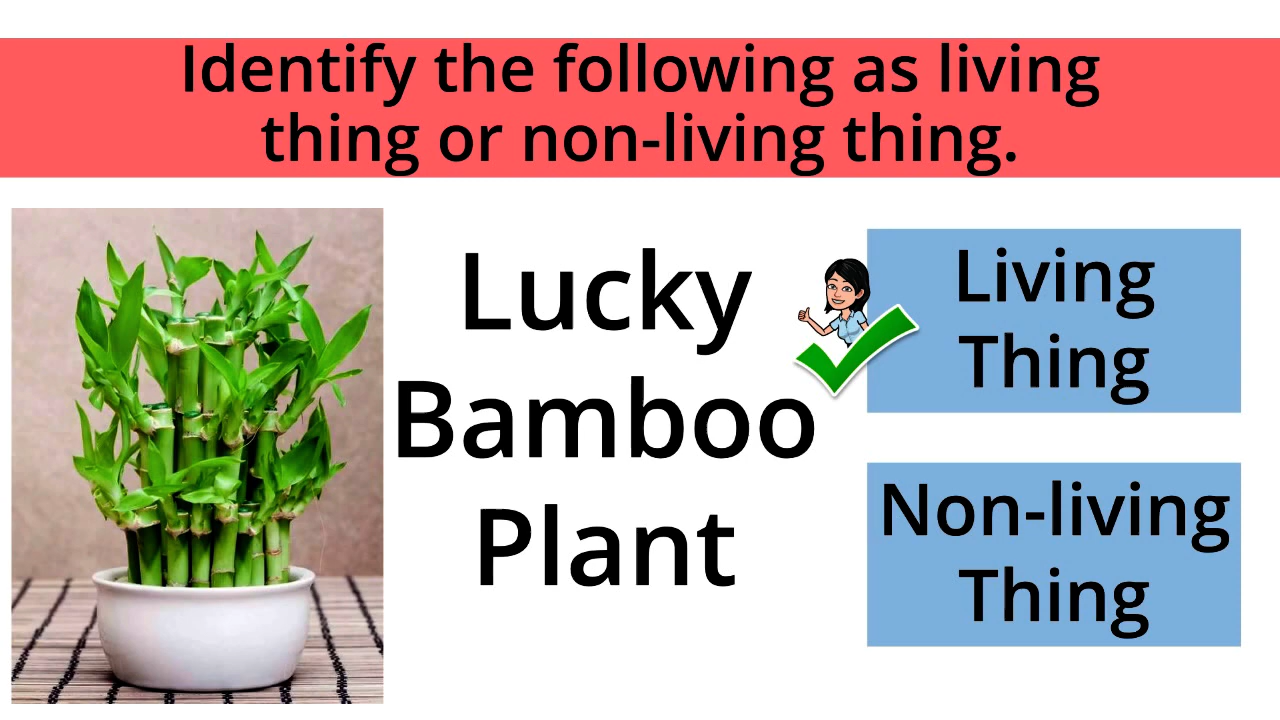 Identify the following as living
thing or non-living thing.
Lucky
Bamboo
Plant
Living
Thing
Non-living
Thing